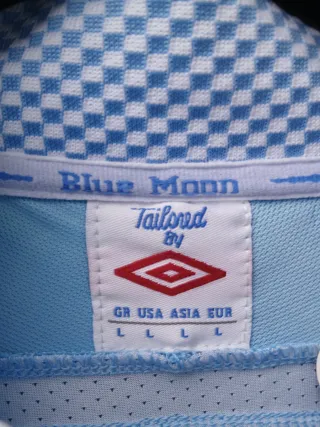 Blue Moon
Tailored
By
GR USA ASIA EUR
L L L L